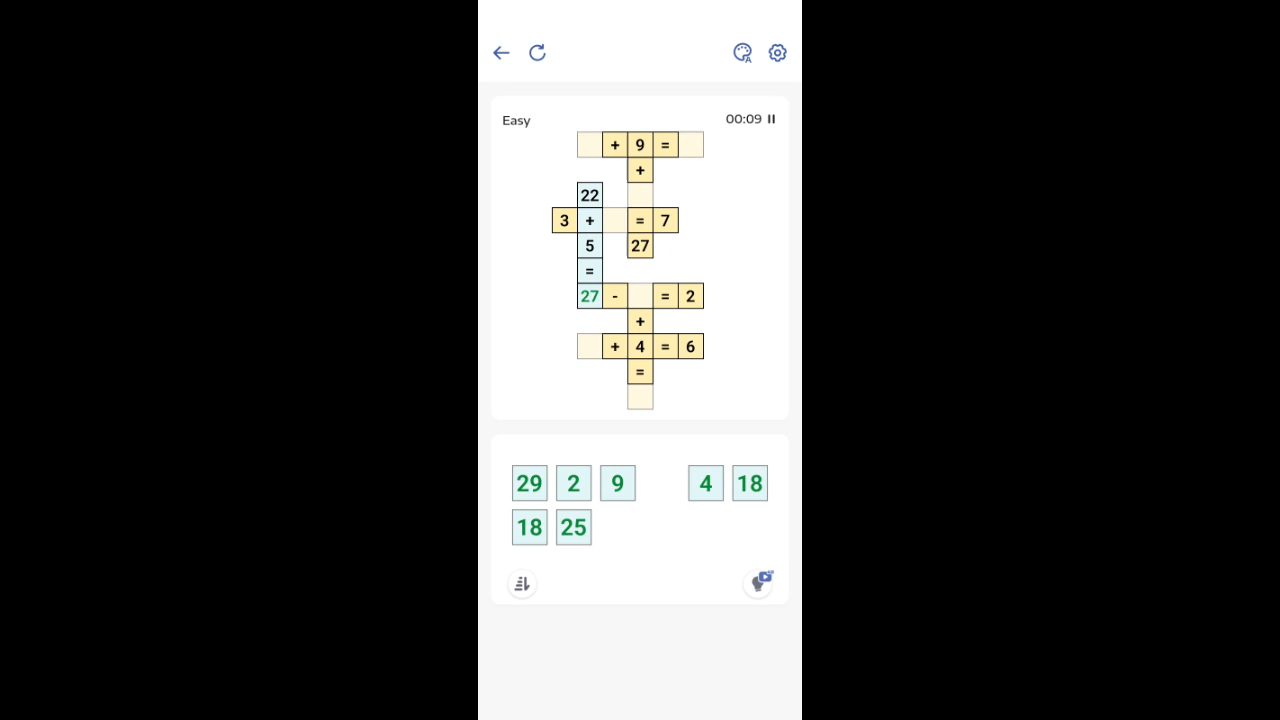 Easy 00:09
+ 9 =
+
22
3 + = 7
5 27
=
27 - = 2
+
+ 4 = 6
=
29 2 9 4 18
18 25